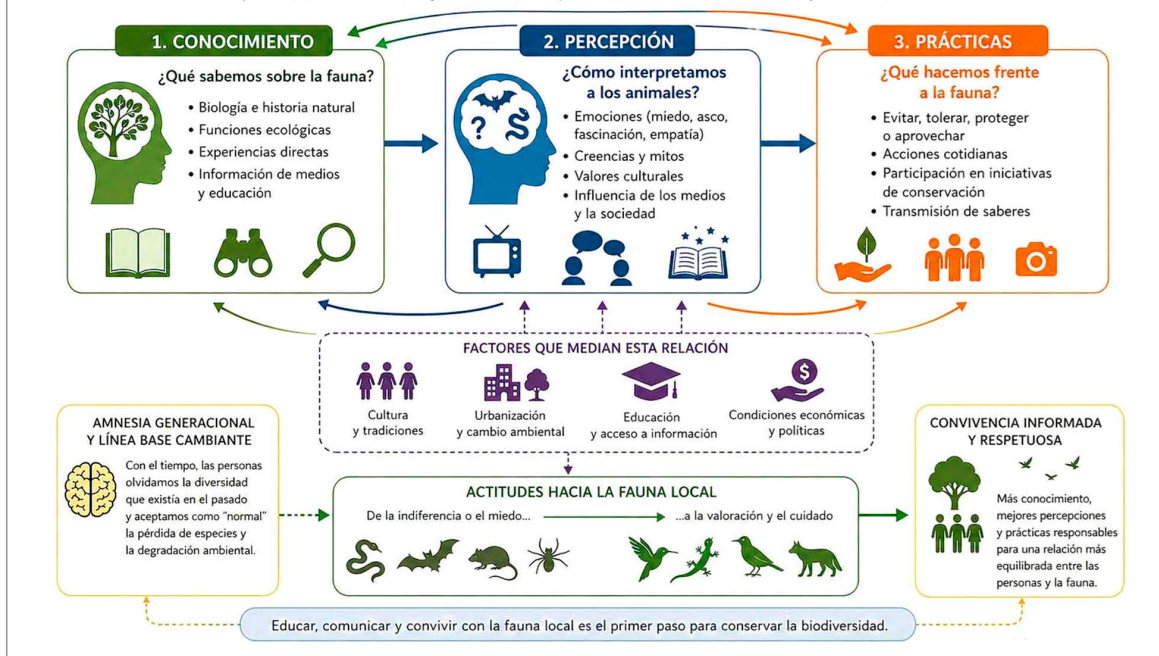 1. CONOCIMIENTO
¿Qué sabemos sobre la fauna?
• Biología e historia natural
• Funciones ecológicas
• Experiencias directas
• Información de medios
y educación
2. PERCEPCIÓN
¿Cómo interpretamos
a los animales?
?
• Emociones (miedo, asco,
fascinación, empatía)
• Creencias y mitos
• Valores culturales
• Influencia de los medios
y la sociedad
3. PRÁCTICAS
¿Qué hacemos frente
a la fauna?
• Evitar, tolerar, proteger
o aprovechar
• Acciones cotidianas
• Participación en iniciativas
de conservación
• Transmisión de saberes
FACTORES QUE MEDIAN ESTA RELACIÓN
Cultura
y tradiciones
Urbanización
y cambio ambiental
Educación
y acceso a información
$
Condiciones económicas
y políticas
AMNESIA GENERACIONAL
Y LÍNEA BASE CAMBIANTE
Con el tiempo, las personas
olvidamos la diversidad
que existía en el pasado
y aceptamos como "normal"
la pérdida de especies y
la degradación ambiental.
ACTITUDES HACIA LA FAUNA LOCAL
De la indiferencia o el miedo...
...a la valoración y el cuidado
CONVIVENCIA INFORMADA
Y RESPETUOSA
Más conocimiento,
mejores percepciones
y prácticas responsables
para una relación más
equilibrada entre las
personas y la fauna.
Educar, comunicar y convivir con la fauna local es el primer paso para conservar la biodiversidad.